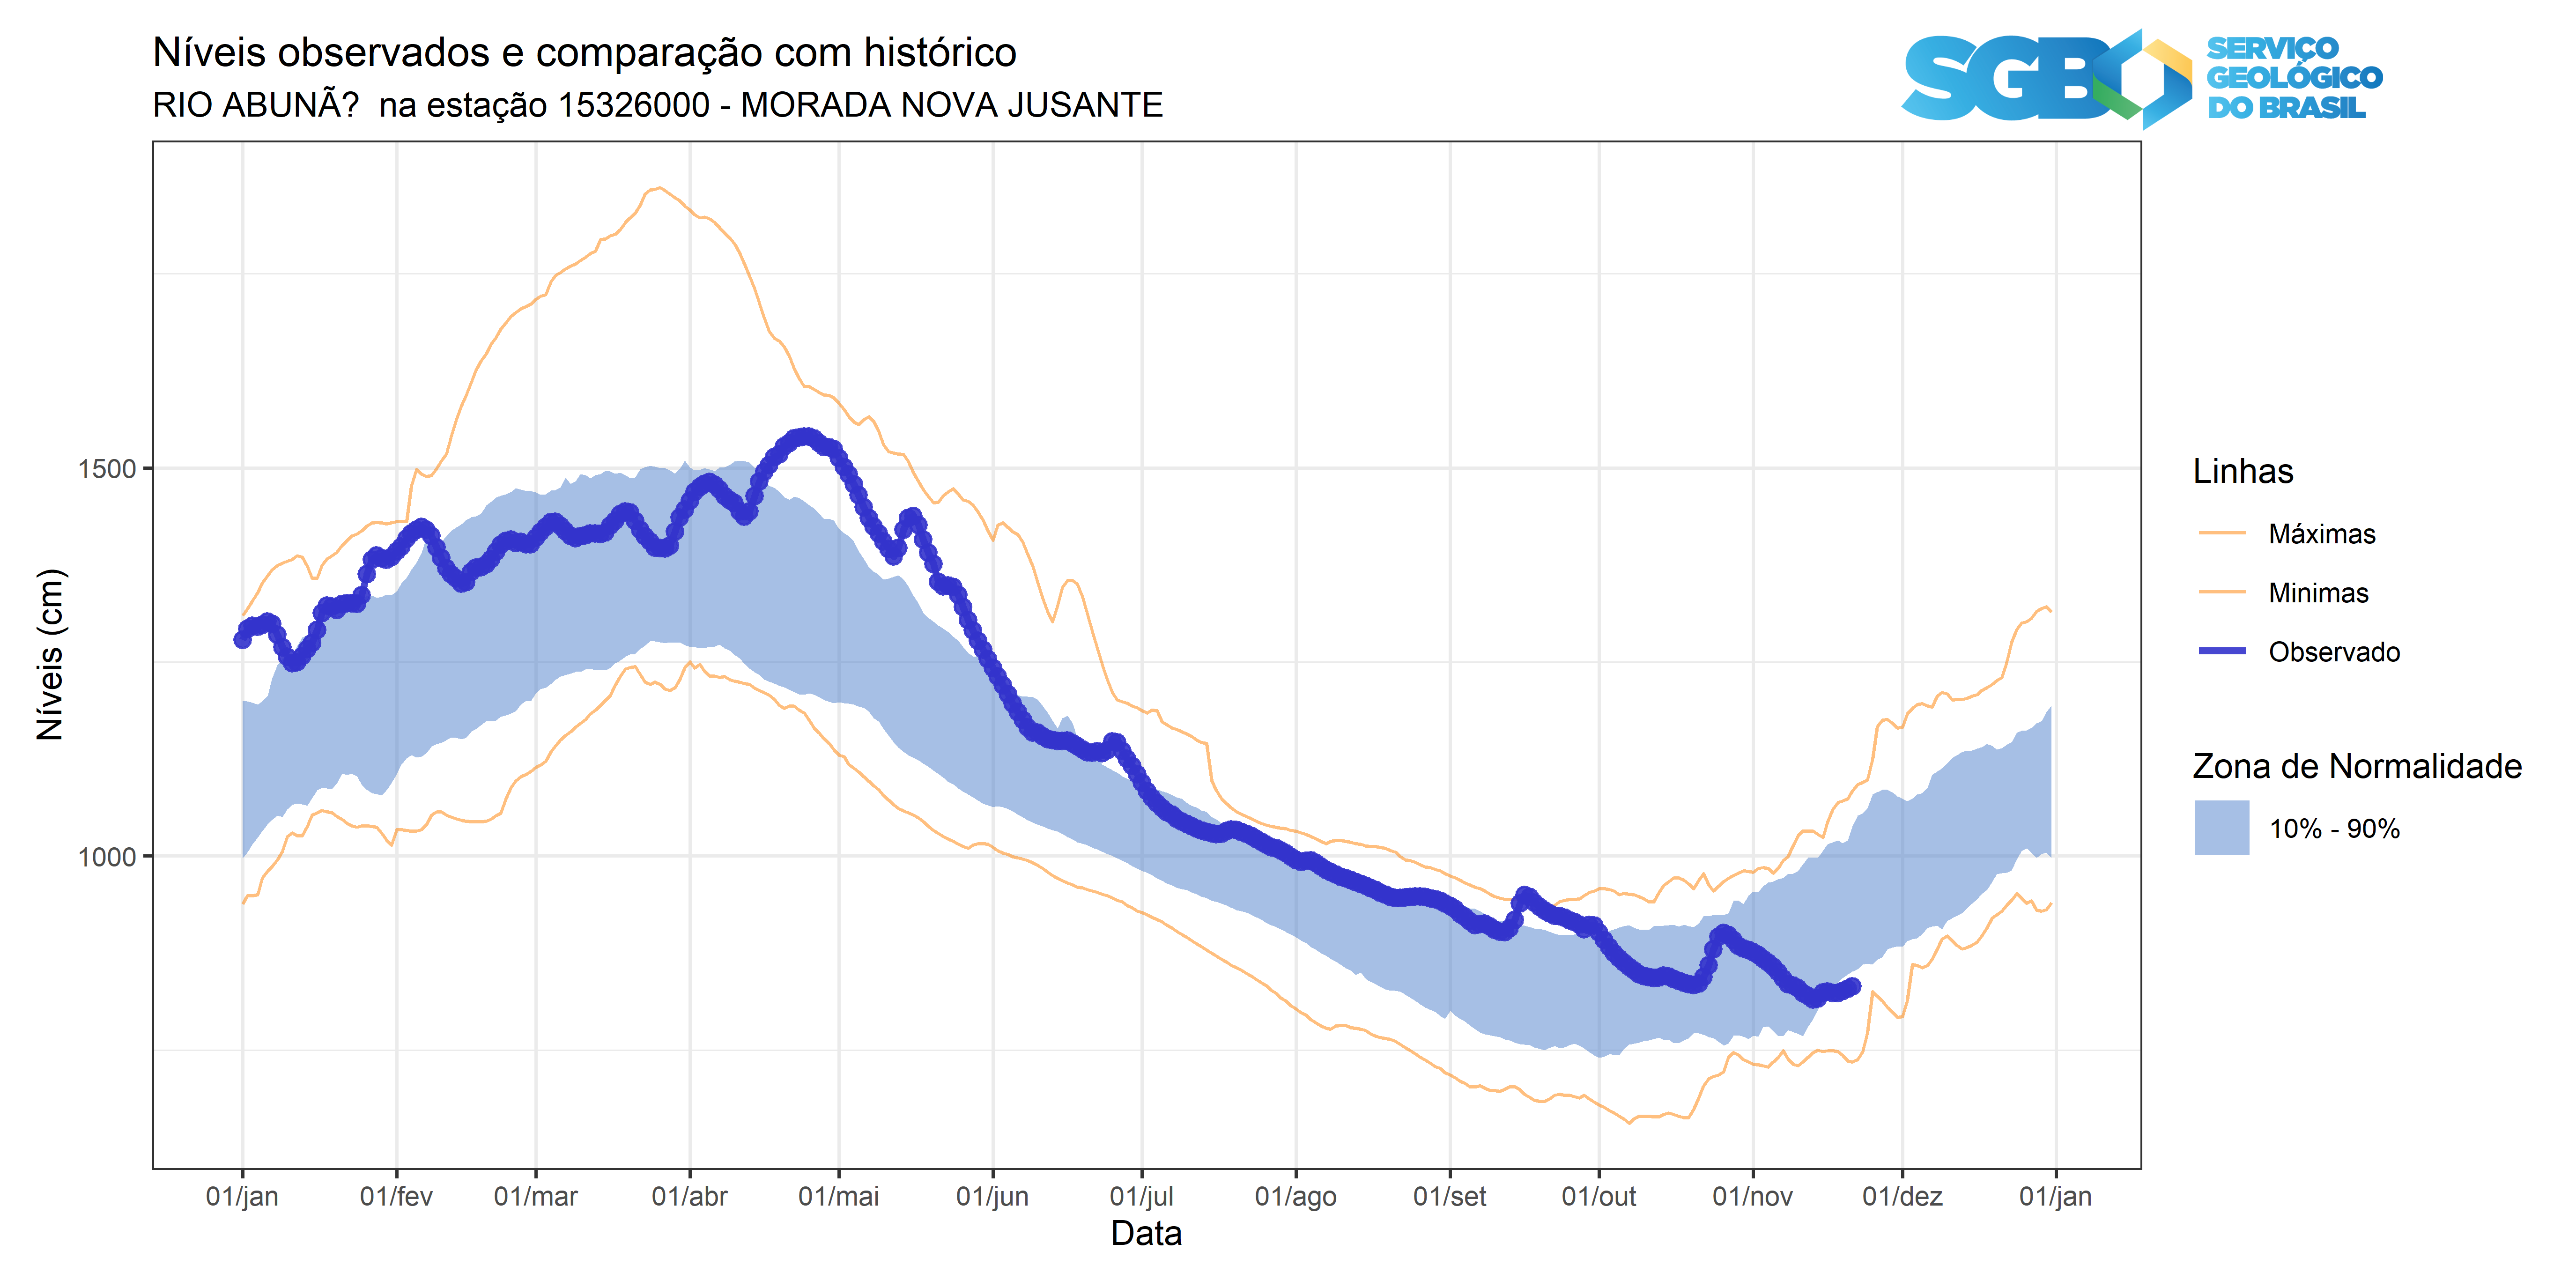 Níveis observados e comparação com histórico
RIO ABUNÃ?  na estação 15326000 - MORADA NOVA JUSANTE
SGB
SERVIÇO
GEOLÓGICO
DO BRASIL
Níveis (cm)
1500
1000
01/jan 01/fev 01/mar 01/abr 01/mai 01/jun 01/jul 01/ago 01/set 01/out 01/nov 01/dez 01/jan
Data
Linhas
Máximas
Minimas
Observado
Zona de Normalidade
10% - 90%